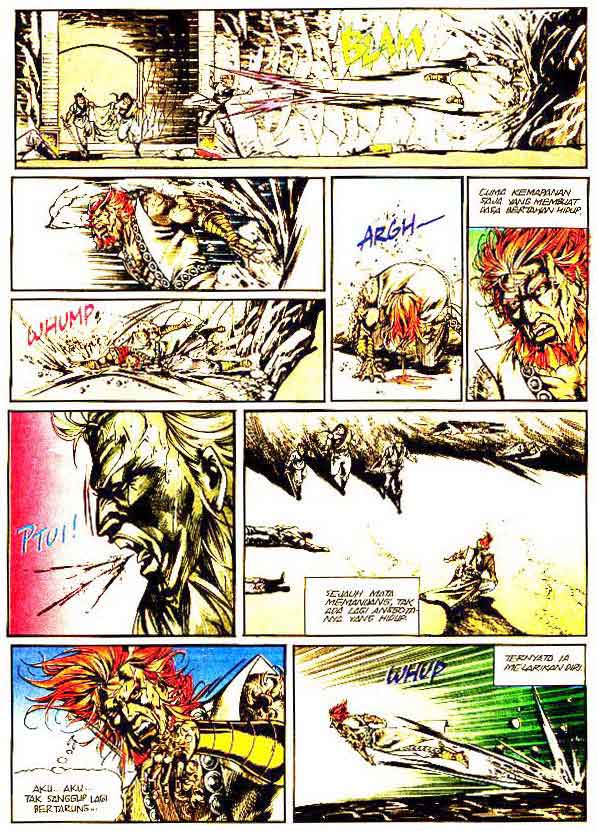 BLAM
ARGH—
CUMA KEMAPANAN
SAJA YANG MEMBUAT
DASA BERTAHAN HIDUP.
WHUMP
PTUI!
SEJAUH MATA
MEMANDANG, TAK
ADA LAGI ANGGOTA-
NYA YANG HIDUP.
AKU... AKU...
TAK SANGGUP LAGI
BERTARUNG...
WHUP
TERNYATA IA
MELARIKAN DIRI.